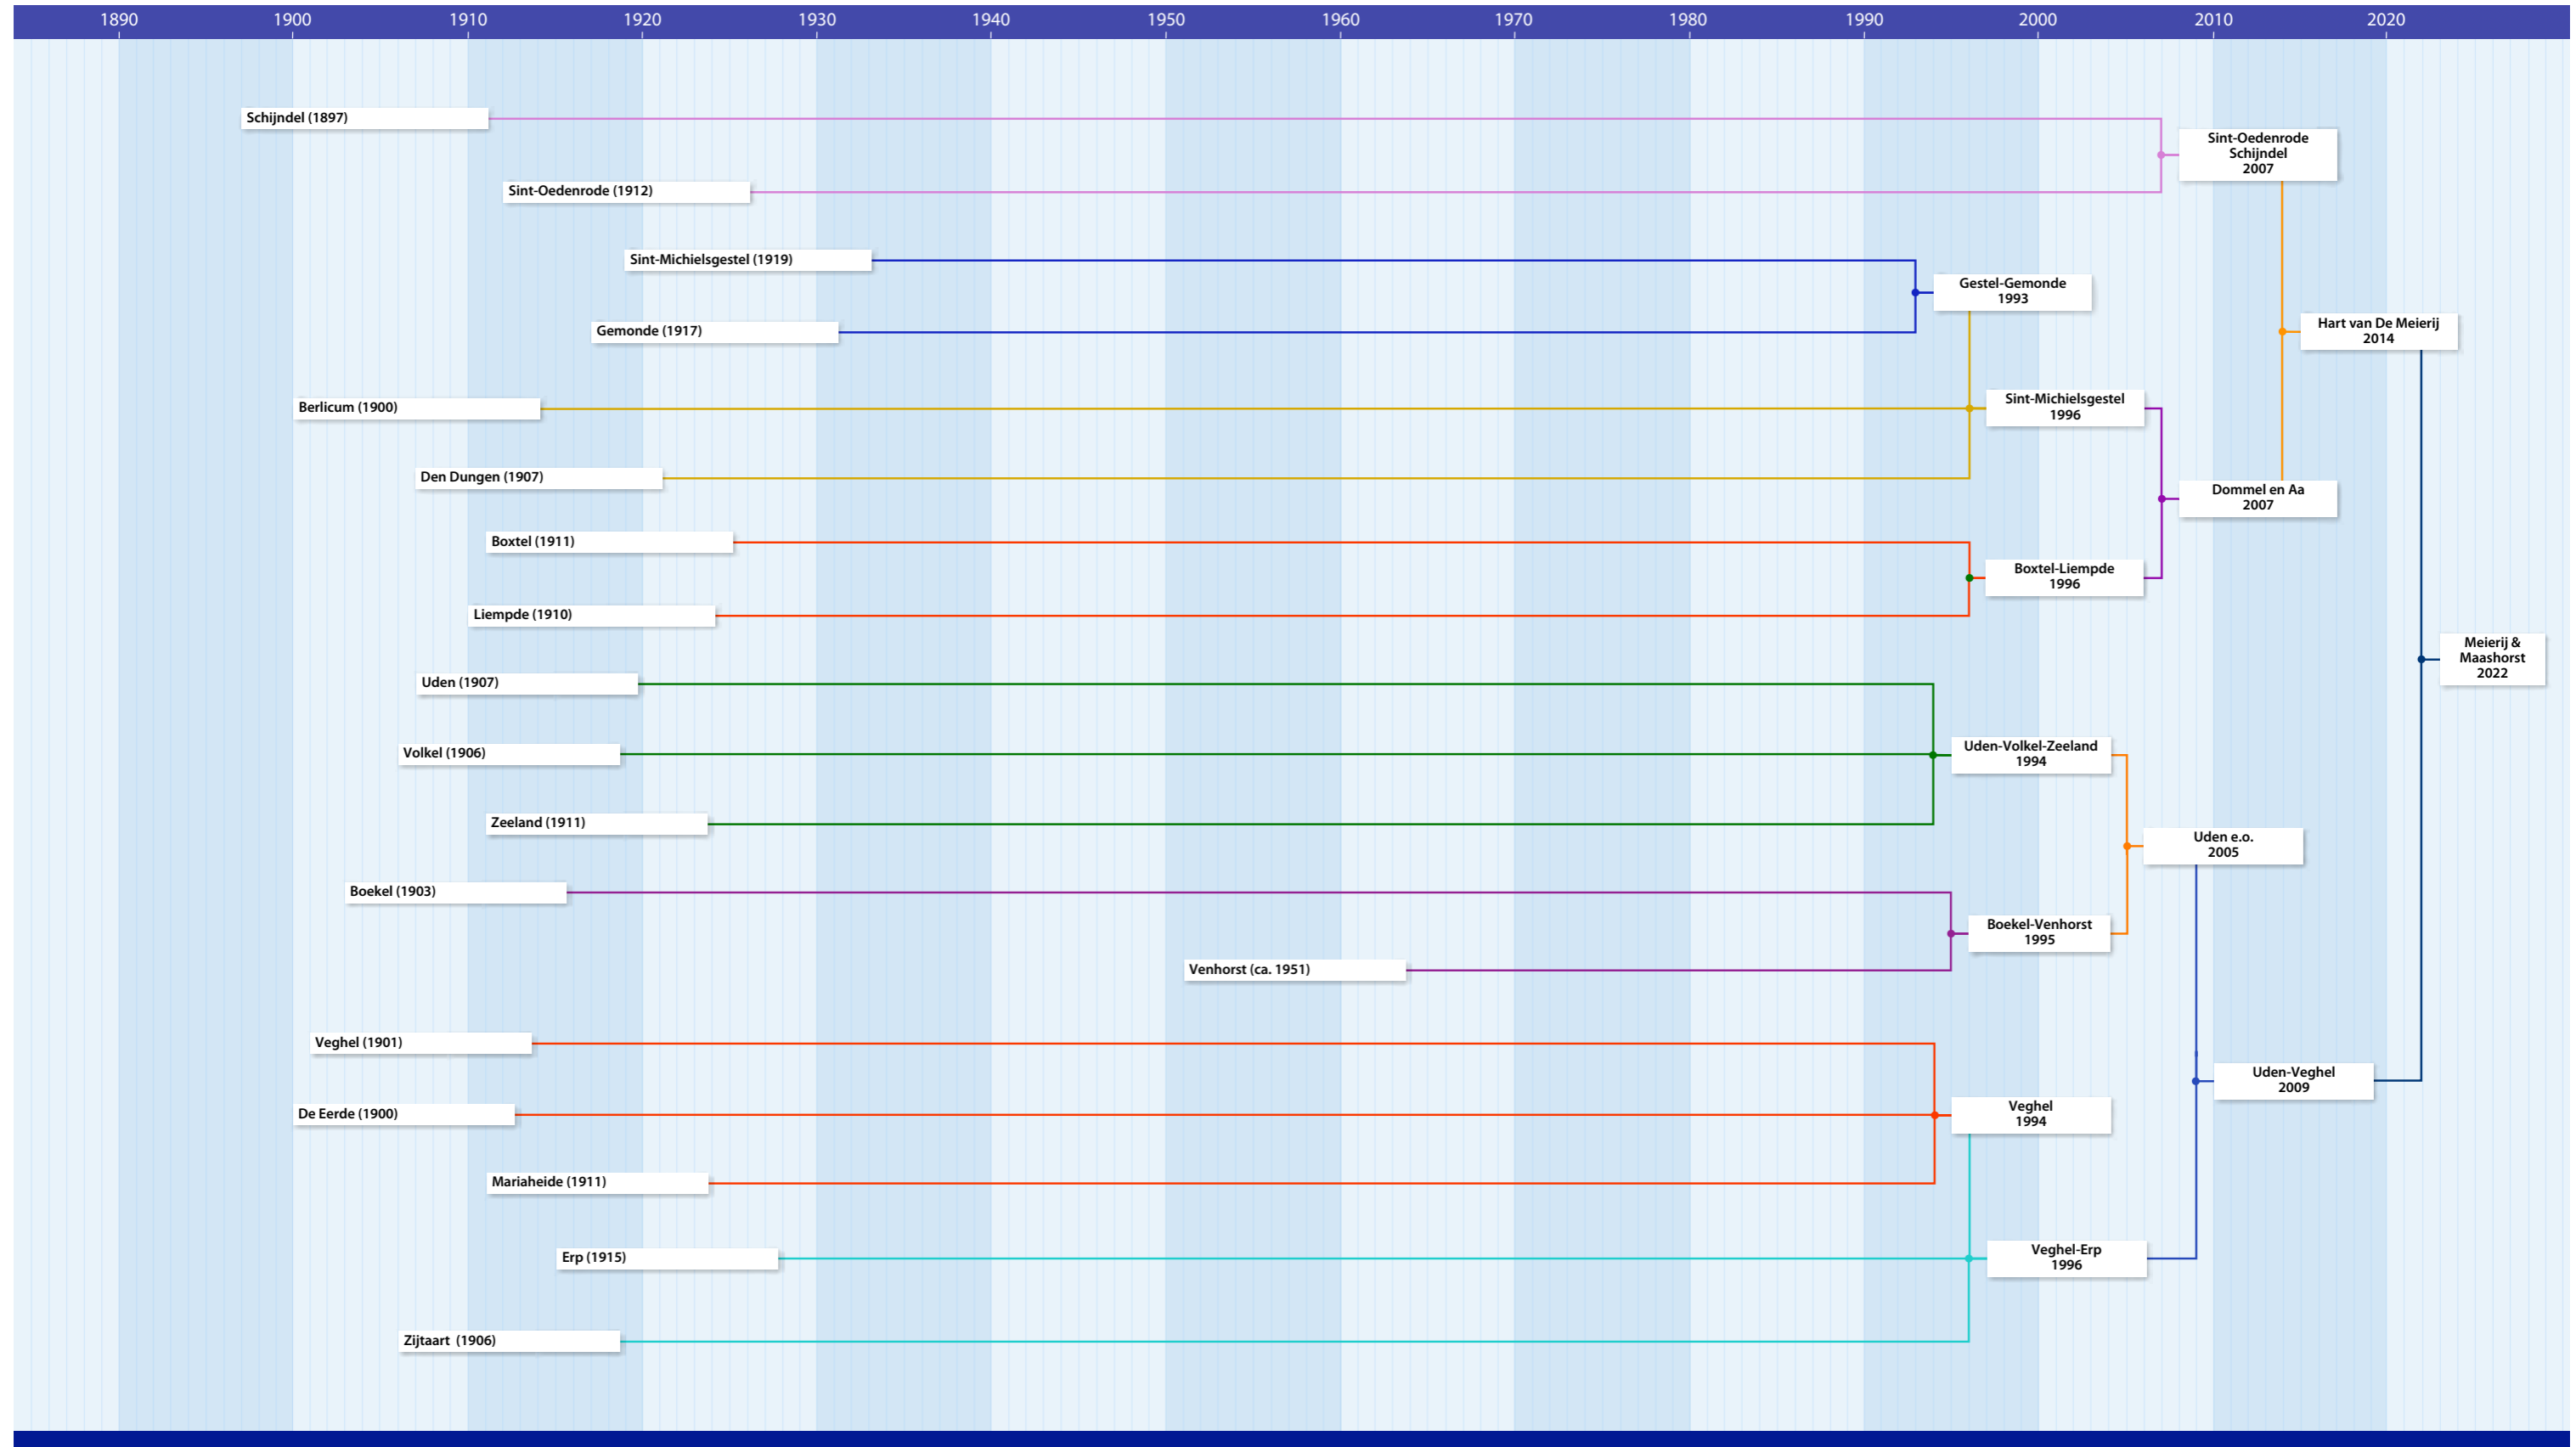 1890 1900 1910 1920 1930 1940 1950 1960 1970 1980 1990 2000 2010 2020
Schijndel (1897)
Sint-Oedenrode
Schijndel
2007
Sint-Oedenrode (1912)
Sint-Michielsgestel (1919)
Gestel-Gemonde
1993
Gemonde (1917)
Hart van De Meierij
2014
Berlicum (1900)
Sint-Michielsgestel
1996
Den Dungen (1907)
Dommel en Aa
2007
Boxtel (1911)
Boxtel-Liempde
1996
Liempde (1910)
Meierij &
Maashorst
2022
Uden (1907)
Volkel (1906)
Uden-Volkel-Zeeland
1994
Zeeland (1911)
Uden e.o.
2005
Boekel (1903)
Boekel-Venhorst
1995
Venhorst (ca. 1951)
Veghel (1901)
Uden-Veghel
2009
De Eerde (1900)
Veghel
1994
Mariaheide (1911)
Erp (1915)
Veghel-Erp
1996
Zijtaart (1906)